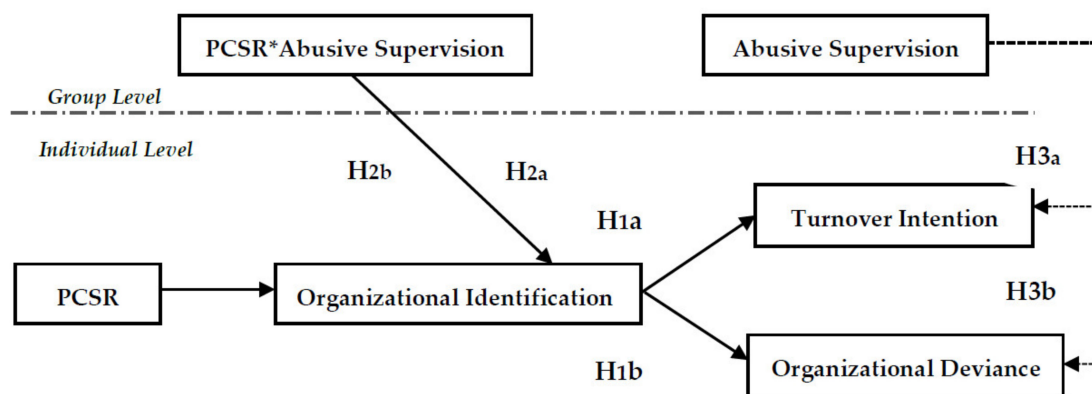 PCSR*Abusive Supervision
Abusive Supervision
Group Level
Individual Level
H3a
H2b
H2a
H1a
Turnover Intention
PCSR
Organizational Identification
H3b
H1b
Organizational Deviance